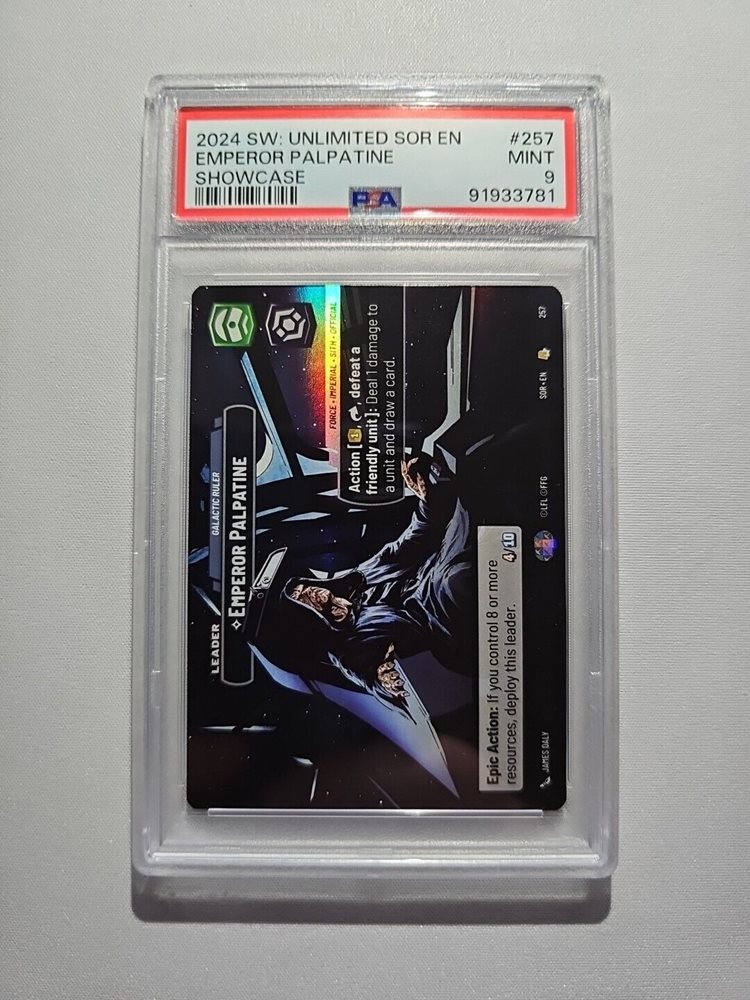 2024 SW: UNLIMITED SOR EN #257
EMPEROR PALPATINE MINT
SHOWCASE 9
PSA 91933781
LEADER
GALACTIC RULER
EMPEROR PALPATINE
FORCE • IMPERIAL • SITH • OFFICIAL
Action [1, , defeat a
friendly unit]: Deal 1 damage to
a unit and draw a card.
Epic Action: If you control 8 or more
resources, deploy this leader.
4/10
JAMES DALY
©LFL ©FFG
SOR • EN
257